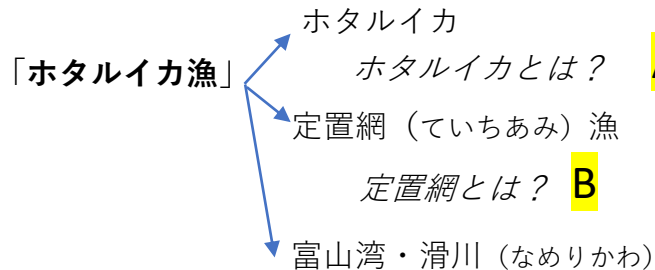 ホタルイカ
「ホタルイカ漁」
ホタルイカとは？
定置網（ていちあみ）漁
定置網とは？ B
富山湾・滑川（なめりかわ）